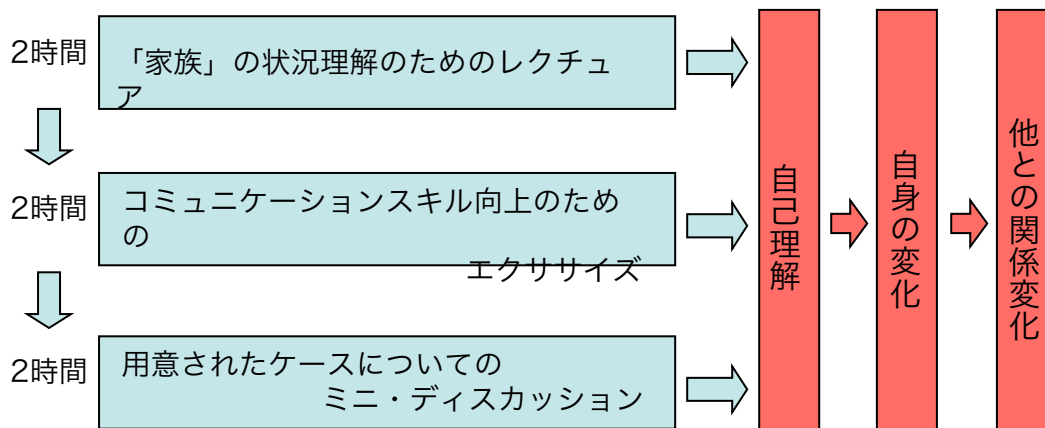 2時間
「家族」の状況理解のためのレクチュ
ア
2時間
コミュニケーションスキル向上のため
の
エクササイズ
2時間
用意されたケースについての
ミニ・ディスカッション
自己理解
自身の変化
他との関係変化